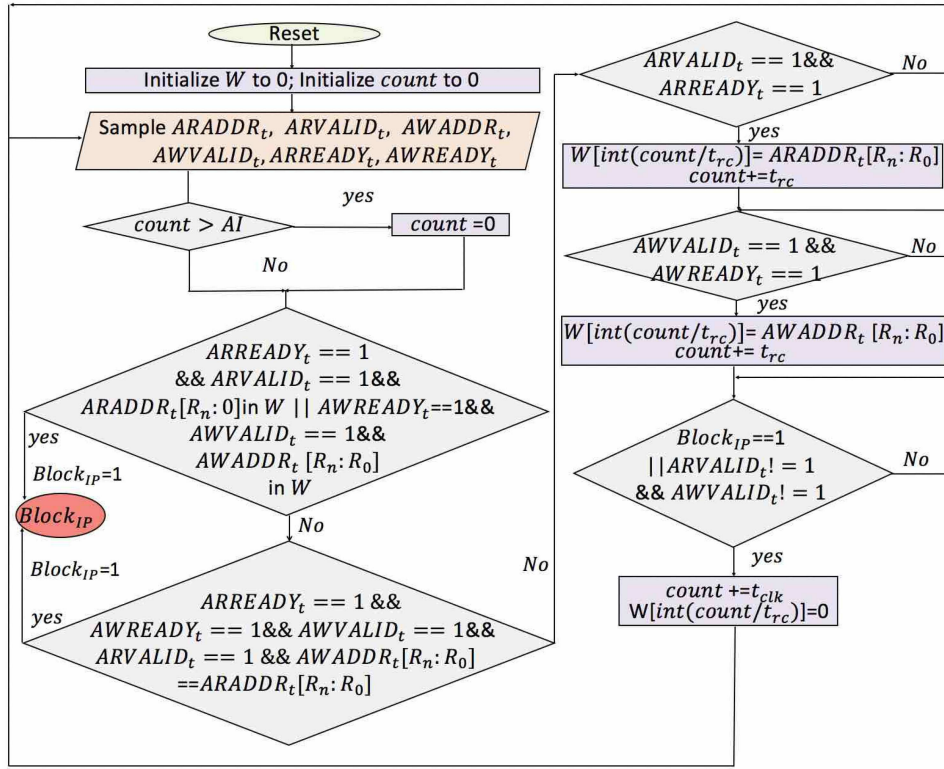 Reset
Initialize W to 0; Initialize count to 0
Sample ARADDR_t, ARVALID_t, AWADDR_t,
AWVALID_t, ARREADY_t, AWREADY_t
yes
count > AI
count =0
No
ARREADY_t == 1
&& ARVALID_t == 1&&
ARADDR_t[R_n: 0]in W || AWREADY_t==1&&
AWVALID_t == 1&&
AWADDR_t [R_n: R_0]
in W
yes
Block_IP=1
Block_IP
No
Block_IP=1
yes
ARREADY_t == 1 &&
AWREADY_t == 1&& AWVALID_t == 1&&
ARVALID_t == 1 && AWADDR_t[R_n: R_0]
==ARADDR_t[R_n: R_0]
No
ARVALID_t == 1&&
ARREADY_t == 1
No
yes
W[int(count/t_rc)]= ARADDR_t[R_n: R_0]
count+=t_rc
AWVALID_t == 1 &&
AWREADY_t == 1
No
yes
W[int(count/t_rc)]= AWADDR_t [R_n: R_0]
count+= t_rc
Block_IP==1
||ARVALID_t! = 1
&& AWVALID_t! = 1
No
yes
count +=t_clk
W[int(count/t_rc)]=0